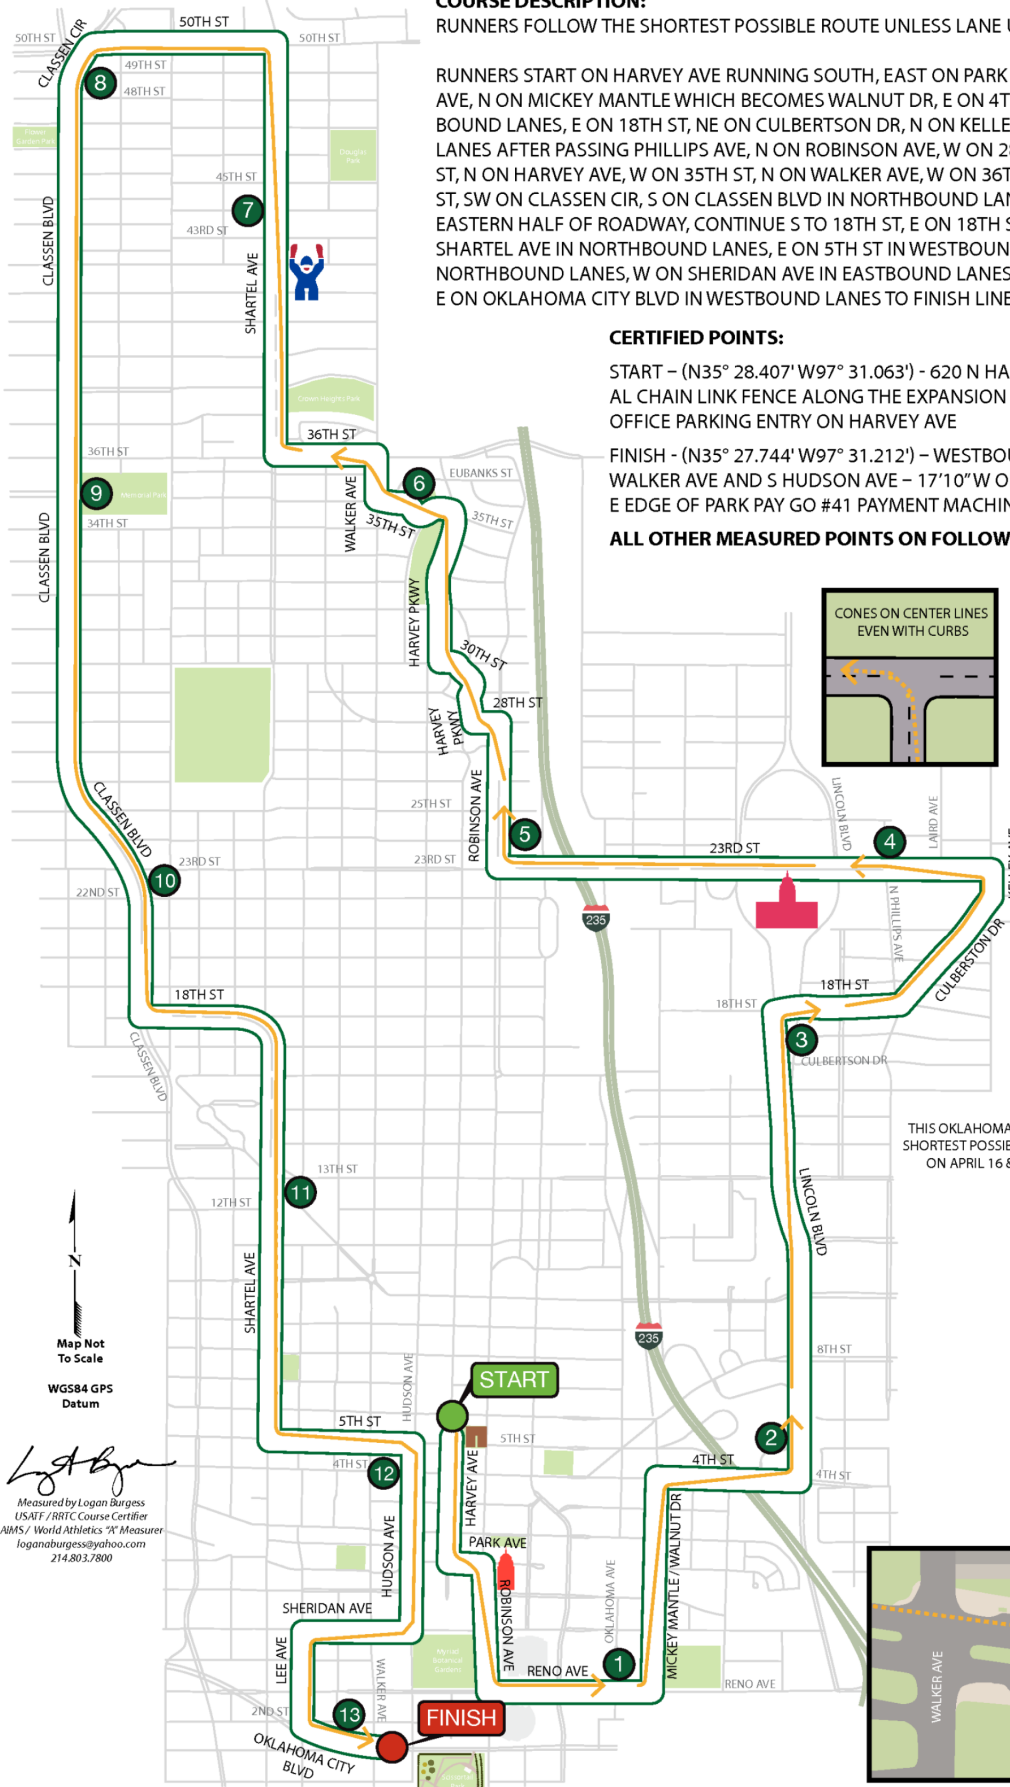 COURSE DESCRIPTION:
RUNNERS FOLLOW THE SHORTEST POSSIBLE ROUTE UNLESS LANE
RUNNERS START ON HARVEY AVE RUNNING SOUTH, EAST ON PARK
AVE, N ON MICKEY MANTLE WHICH BECOMES WALNUT DR, E ON 4T
BOUND LANES, E ON 18TH ST, NE ON CULBERTSON DR, N ON KELLE
LANES AFTER PASSING PHILLIPS AVE, N ON ROBINSON AVE, W ON 2
ST, N ON HARVEY AVE, W ON 35TH ST, N ON WALKER AVE, W ON 36T
ST, SW ON CLASSEN CIR, S ON CLASSEN BLVD IN NORTHBOUND LAN
EASTERN HALF OF ROADWAY, CONTINUE S TO 18TH ST, E ON 18TH S
SHARTEL AVE IN NORTHBOUND LANES, E ON 5TH ST IN WESTBOUN
NORTHBOUND LANES, W ON SHERIDAN AVE IN EASTBOUND LANES
E ON OKLAHOMA CITY BLVD IN WESTBOUND LANES TO FINISH LINE
CERTIFIED POINTS:
START – (N35° 28.407' W97° 31.063') - 620 N HA
AL CHAIN LINK FENCE ALONG THE EXPANSION
OFFICE PARKING ENTRY ON HARVEY AVE
FINISH - (N35° 27.744' W97° 31.212') – WESTBOU
WALKER AVE AND S HUDSON AVE – 17'10" W O
E EDGE OF PARK PAY GO #41 PAYMENT MACHIN
ALL OTHER MEASURED POINTS ON FOLLOW
50TH ST
50TH ST
50TH ST
CLASSEN CIR
49TH ST
8
48TH ST
Flower
Garden Park
Douglas
Park
45TH ST
7
43RD ST
CLASSEN BLVD
SHARTEL AVE
Crown Heights Park
36TH ST
36TH ST
EUBANKS ST
6
9
Memorial Park
34TH ST
WALKER AVE
35TH ST
35TH ST
CLASSEN BLVD
HARVEY PKWY
CONES ON CENTER LINES
EVEN WITH CURBS
30TH ST
28TH ST
HARVEY
PKWY
CLASSEN BLVD
ROBINSON AVE
25TH ST
5
LINCOLN BLVD
LAIRD AVE
4
23RD ST
23RD ST
23RD ST
10
22ND ST
235
N PHILLIPS AVE
CULBERSTON DR
18TH ST
18TH ST
18TH ST
3
CULBERTSON DR
CLASSEN BLVD
THIS OKLAHOMA
SHORTEST POSSIB
ON APRIL 16 &
13TH ST
11
12TH ST
LINCOLN BLVD
N
SHARTEL AVE
Map Not
To Scale
WGS84 GPS
Datum
235
8TH ST
START
HUDSON AVE
5TH ST
5TH ST
2
4TH ST
12
4TH ST
4TH ST
HARVEY AVE
Measured by Logan Burgess
USATF / RRTC Course Certifier
AIMS / World Athletics "A" Measurer
loganaburgess@yahoo.com
214.803.7800
PARK AVE
HUDSON AVE
ROBINSON AVE
OKLAHOMA AVE
MICKEY MANTLE / WALNUT DR
SHERIDAN AVE
LEE AVE
WALKER AVE
Myriad
Botanical
Gardens
1
RENO AVE
RENO AVE
2ND ST
13
FINISH
OKLAHOMA CITY
BLVD
WALKER AVE